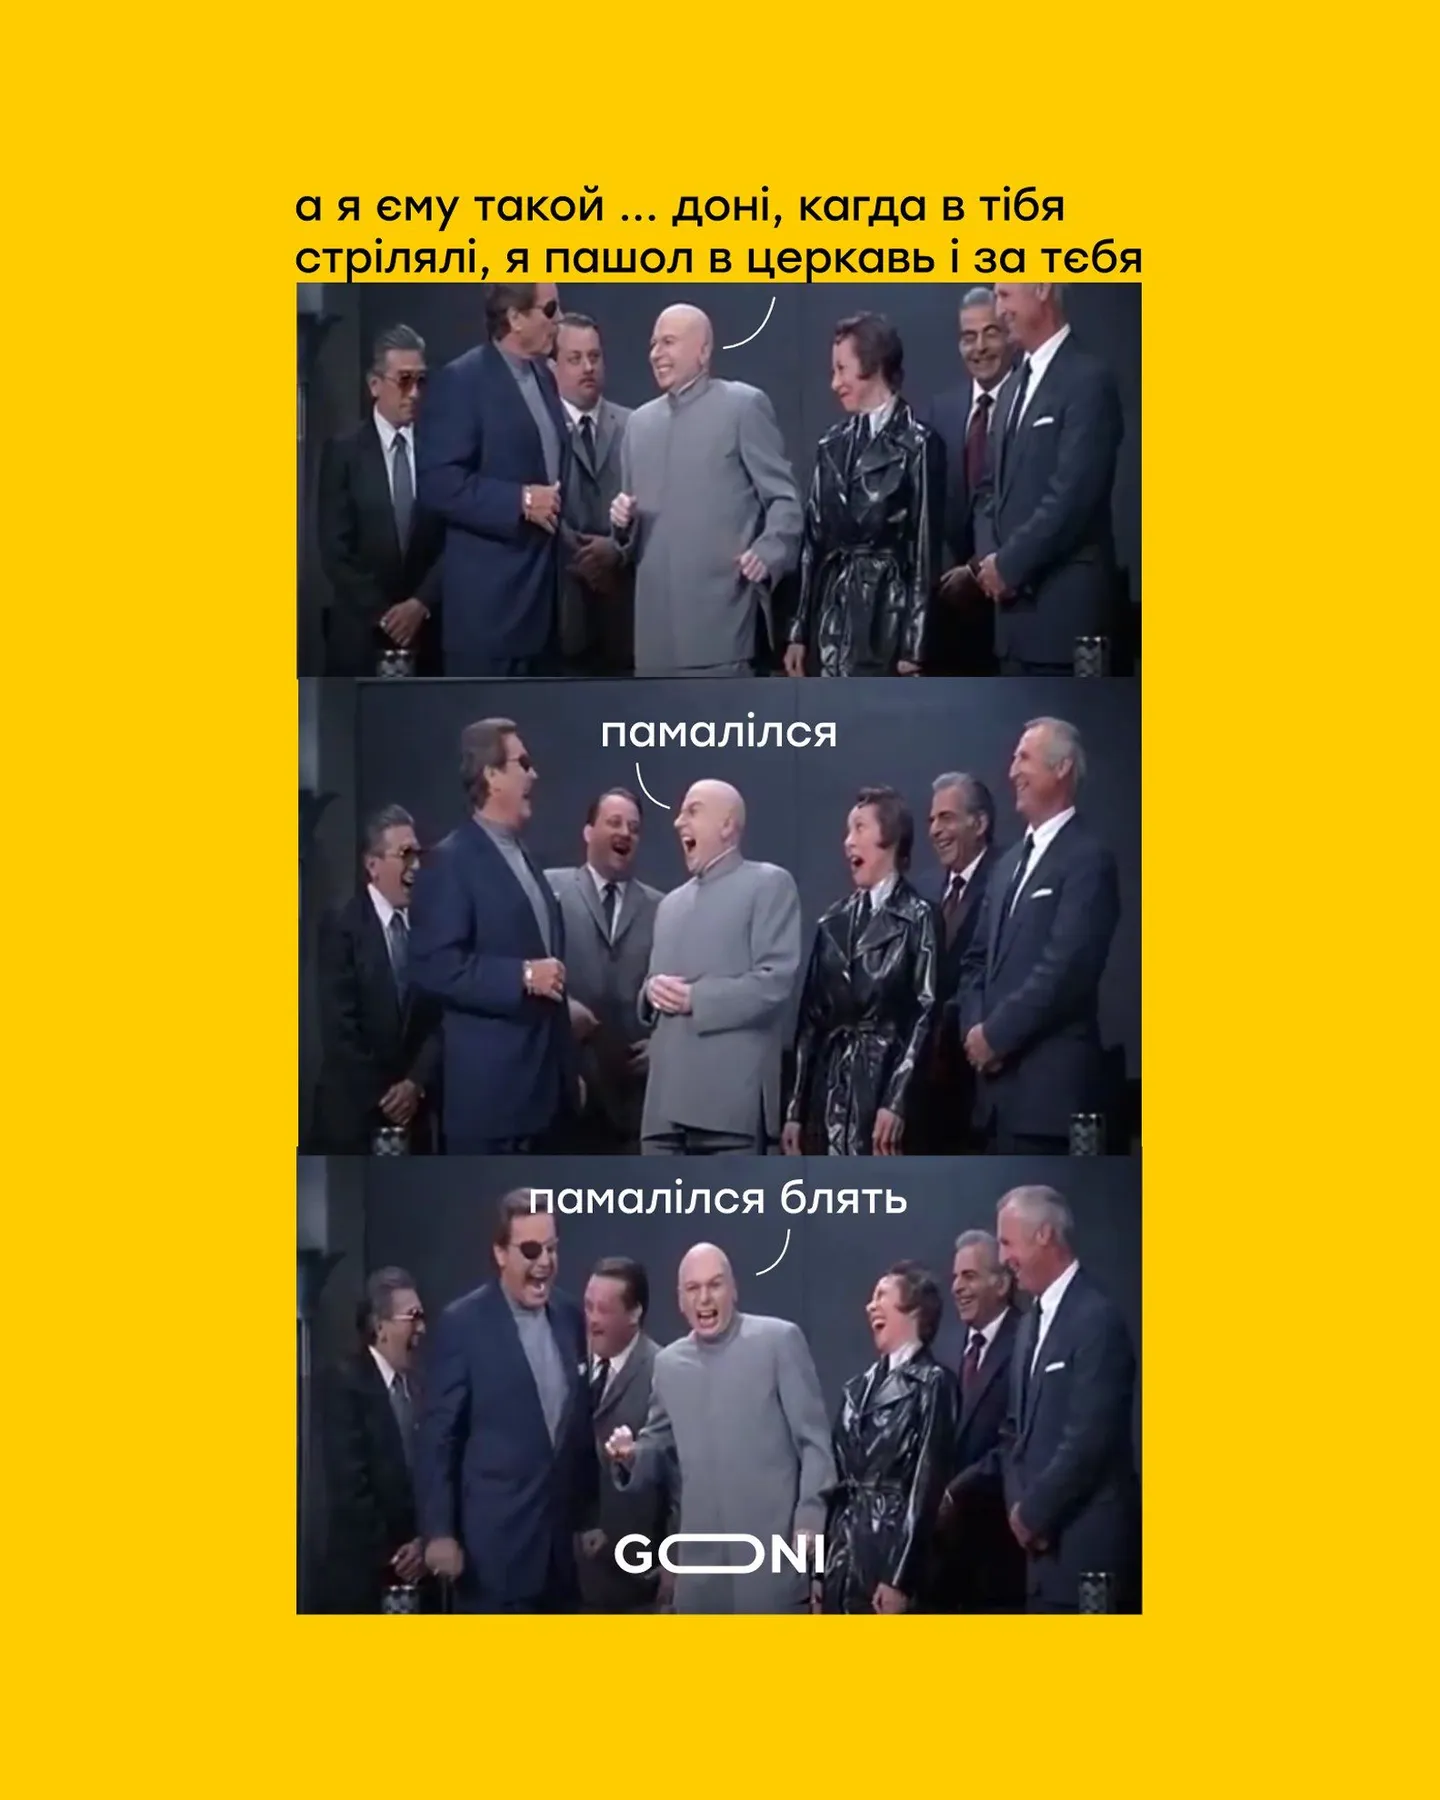 а я єму такой ... доні, кагда в тібя
стрілялі, я пашол в церкавь і за тєбя
памалілся
памалілся блять
GOONI